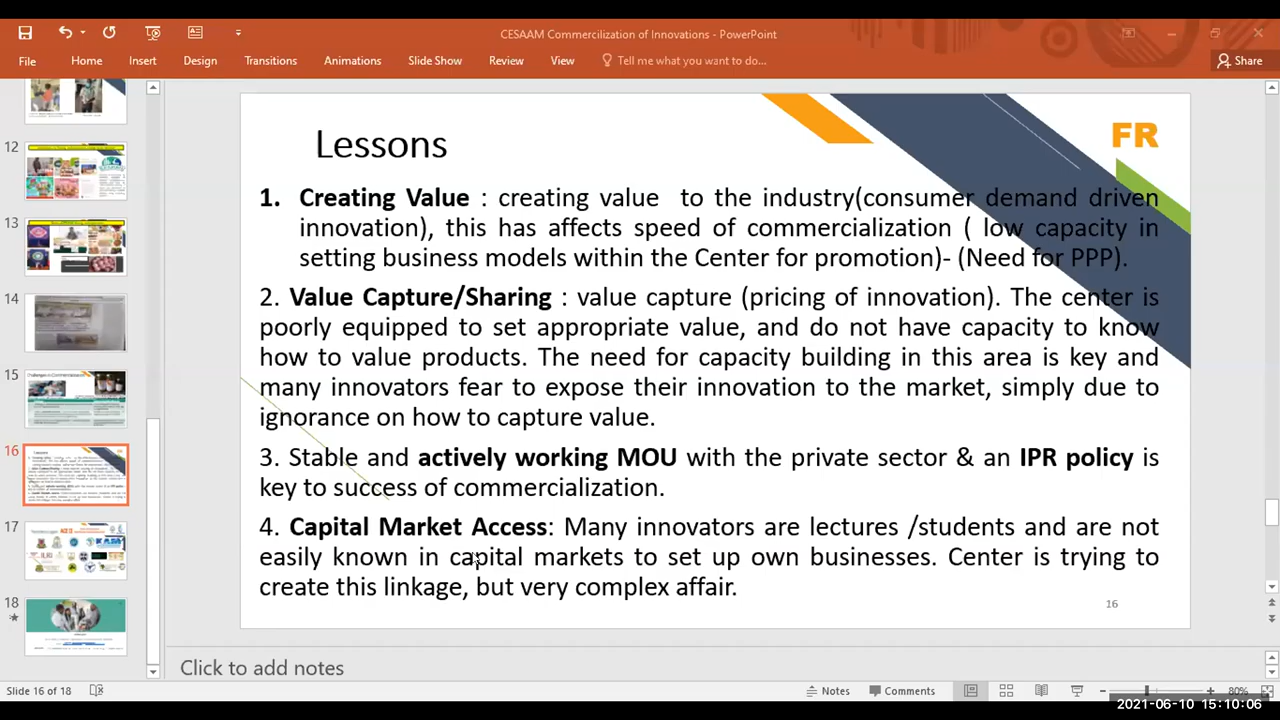 CESAAM Commercilization of Innovations - PowerPoint
File Home Insert Design Transitions Animations Slide Show Review View Tell me what you want to do... Share
12
13
14
15
16
17
18
Lessons
FR
1. Creating Value : creating value to the industry(consumer demand driven
innovation), this has affects speed of commercialization ( low capacity in
setting business models within the Center for promotion)- (Need for PPP).
2. Value Capture/Sharing : value capture (pricing of innovation). The center is
poorly equipped to set appropriate value, and do not have capacity to know
how to value products. The need for capacity building in this area is key and
many innovators fear to expose their innovation to the market, simply due to
ignorance on how to capture value.
3. Stable and actively working MOU with the private sector & an IPR policy is
key to success of commercialization.
4. Capital Market Access: Many innovators are lectures /students and are not
easily known in capital markets to set up own businesses. Center is trying to
create this linkage, but very complex affair.
16
Click to add notes
Slide 16 of 18 Notes Comments 80%
2021-06-10 15:10:06